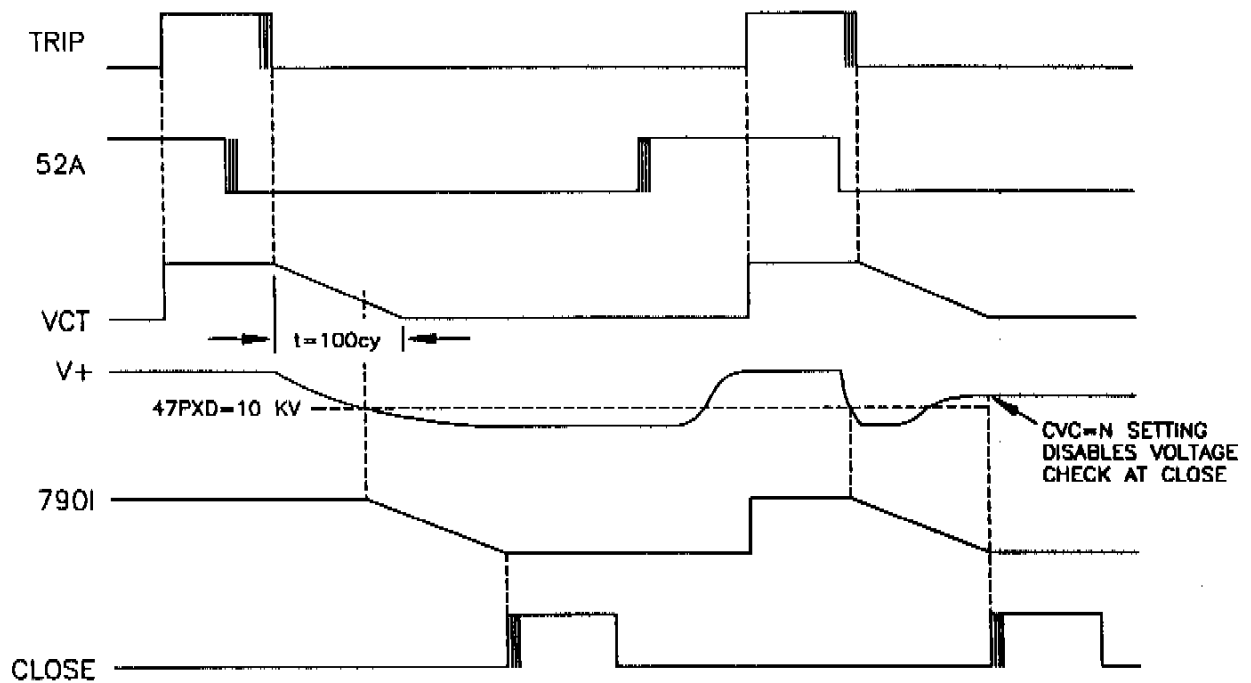 TRIP
52A
VCT
t=100cy
V+
47PXD=10 KV
CVC=N SETTING
DISABLES VOLTAGE
CHECK AT CLOSE
79OI
CLOSE